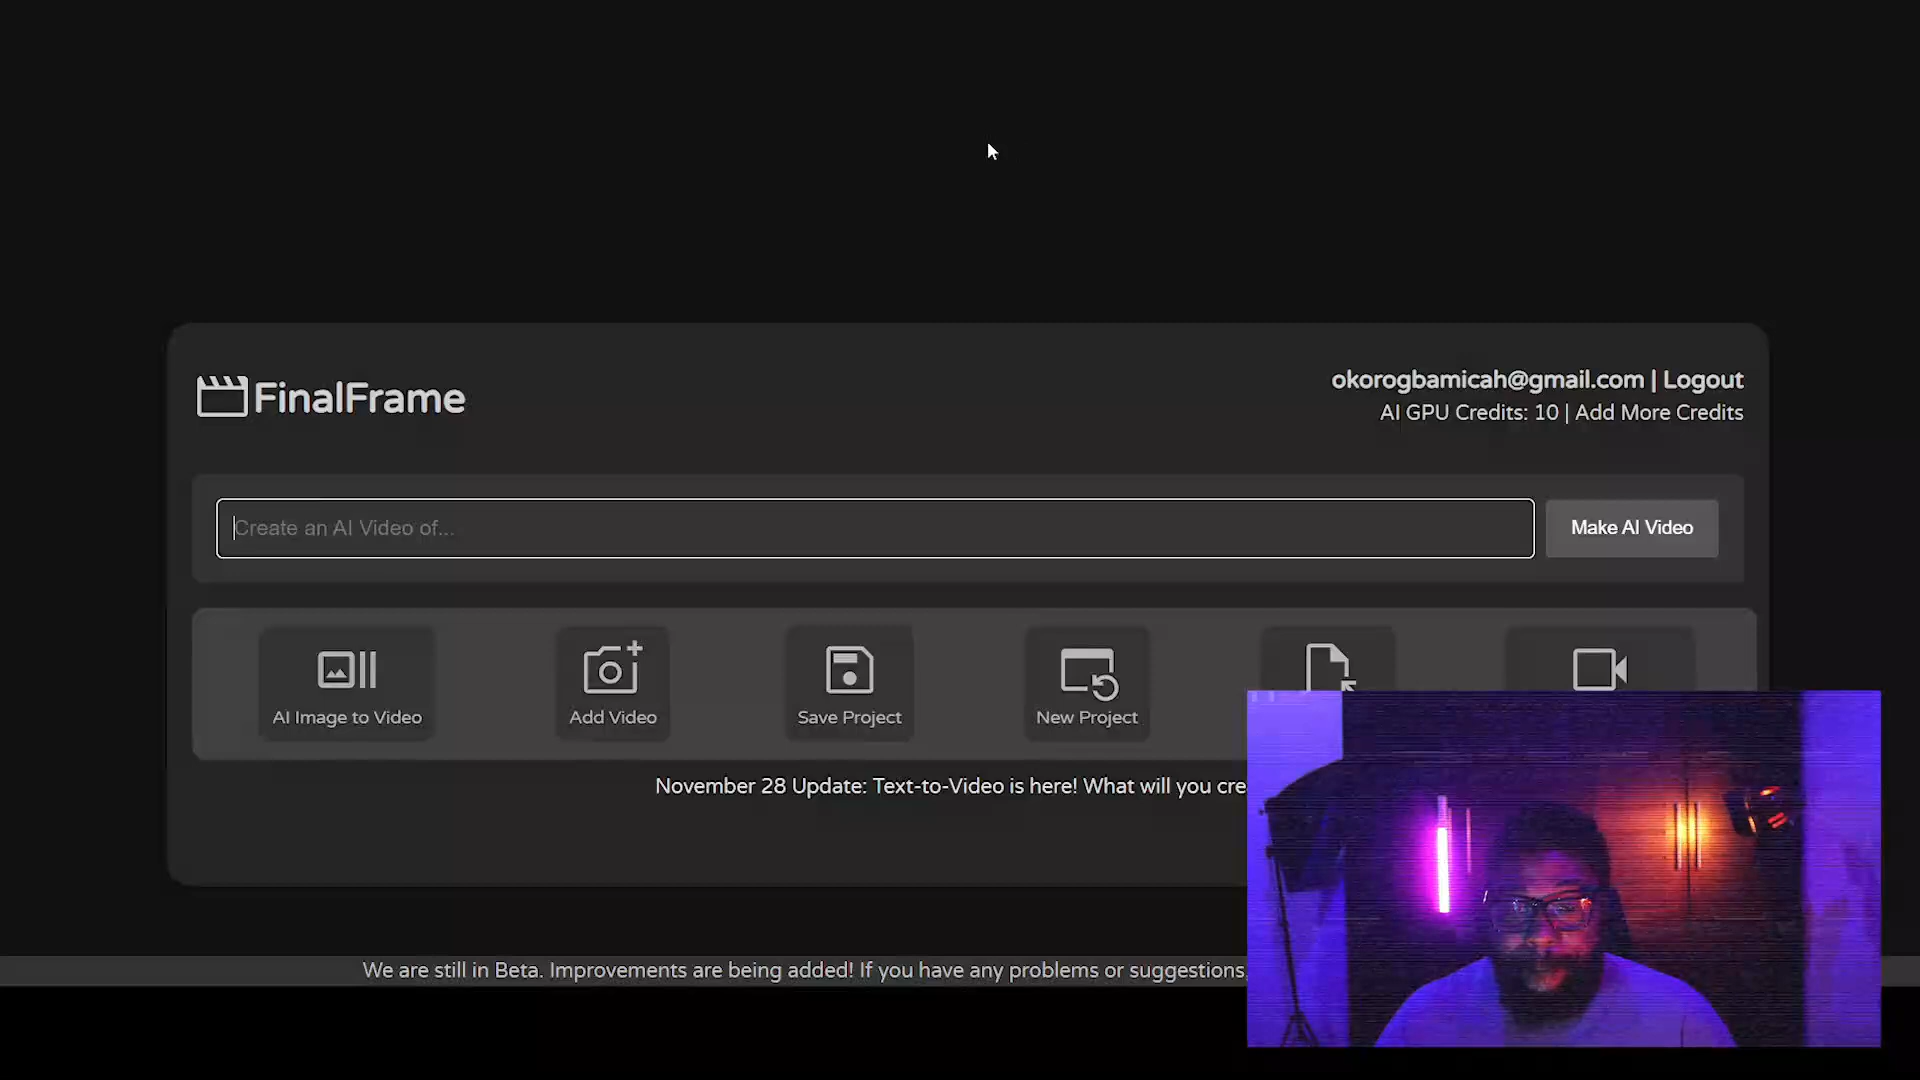 FinalFrame
okorogbamicah@gmail.com | Logout
AI GPU Credits: 10 | Add More Credits
Create an AI Video of...
Make AI Video
AI Image to Video
Add Video
Save Project
New Project
November 28 Update: Text-to-Video is here! What will you cre
We are still in Beta. Improvements are being added! If you have any problems or suggestions,